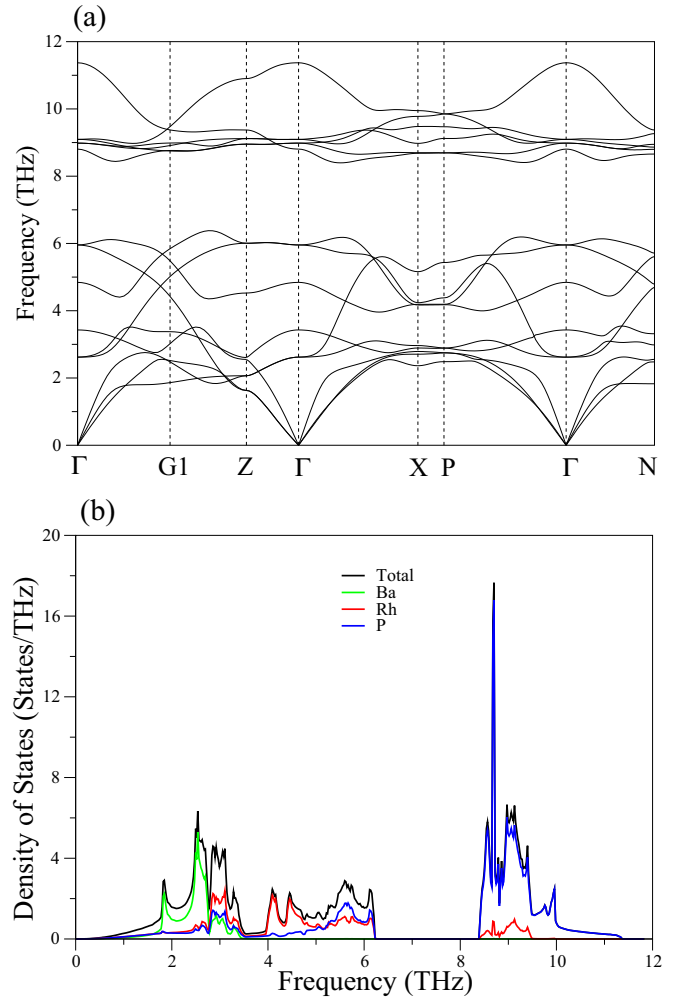 (a)
12
10
8
6
4
2
0
Frequency (THz)
Γ G1 Z Γ X P Γ N
(b)
20
16
12
8
4
0
Density of States (States/THz)
Total
Ba
Rh
P
0 2 4 6 8 10 12
Frequency (THz)